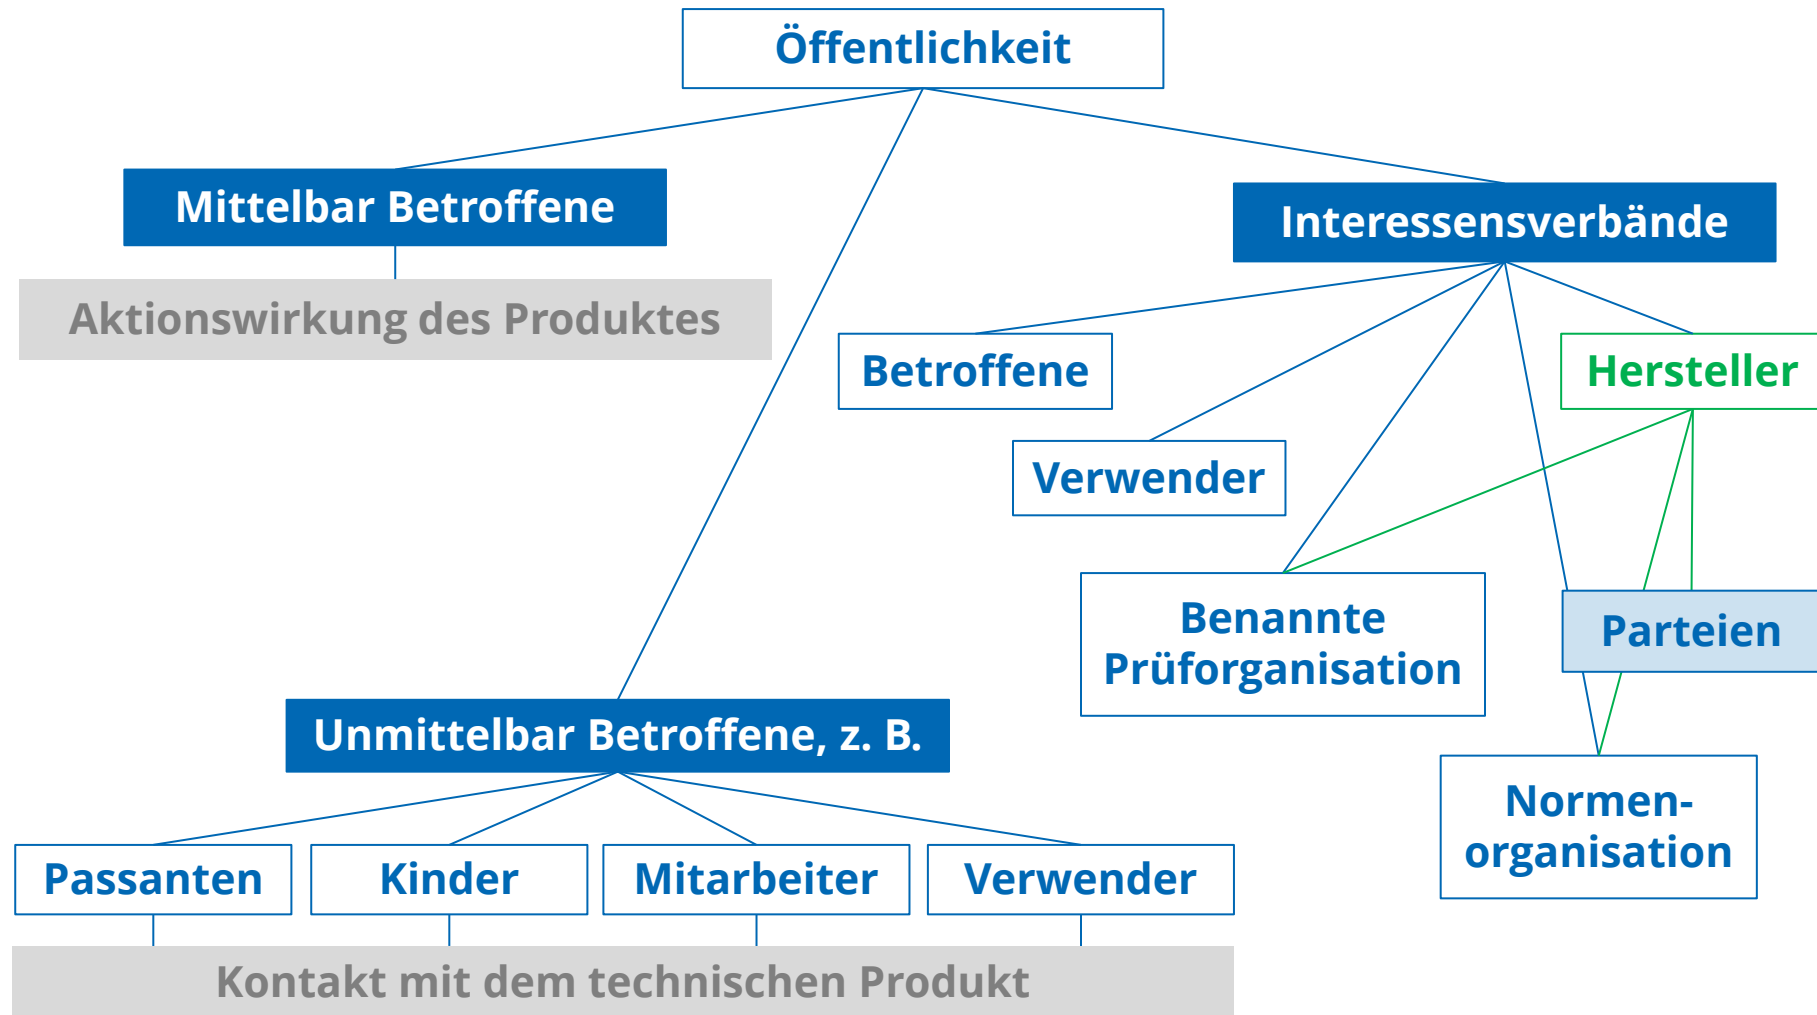 Öffentlichkeit
Mittelbar Betroffene
Interessensverbände
Aktionswirkung des Produktes
Betroffene
Hersteller
Verwender
Benannte
Prüforganisation
Parteien
Unmittelbar Betroffene, z. B.
Normen-
organisation
Passanten
Kinder
Mitarbeiter
Verwender
Kontakt mit dem technischen Produkt